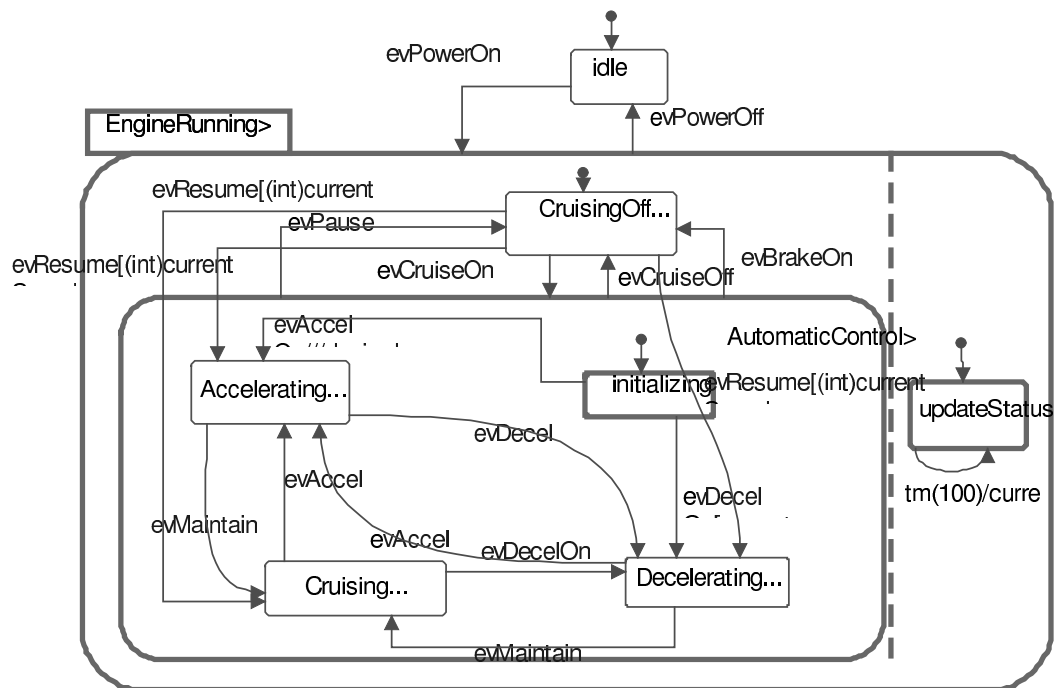 evPowerOn
idle
EngineRunning>
evPowerOff
evResume[(int)current
CruisingOff...
evPause
evResume[(int)current
evCruiseOn
evCruiseOff
evBrakeOn
evAccel
AutomaticControl>
Accelerating...
initializing
evResume[(int)current
updateStatus
evDecel
evAccel
evDecel
tm(100)/curre
evMaintain
evAccel
evDecelOn
Cruising...
Decelerating...
evMaintain